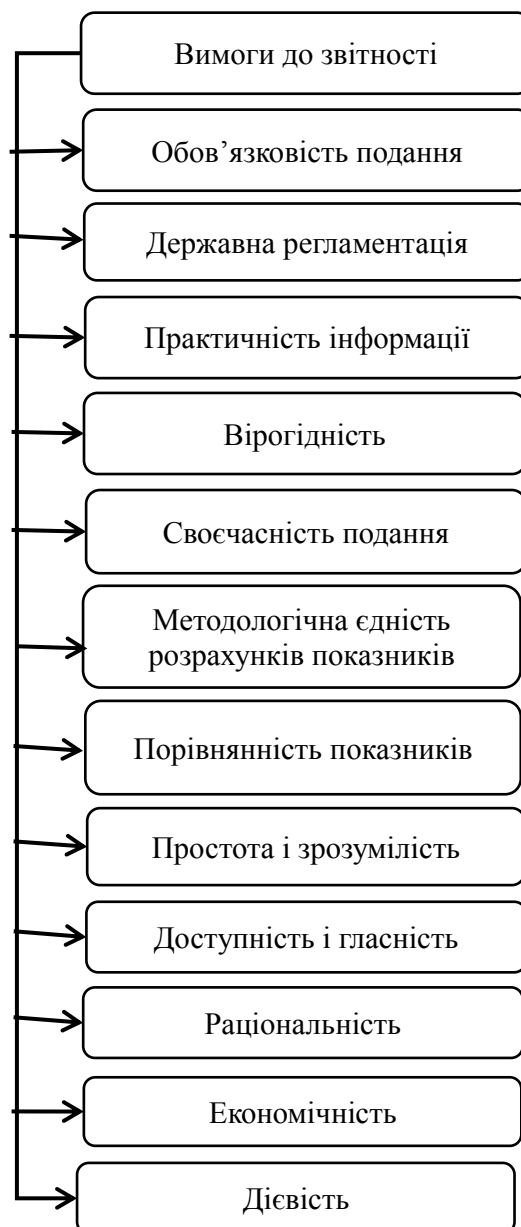 Вимоги до звітності
Обов’язковість подання
Державна регламентація
Практичність інформації
Вірогідність
Своєчасність подання
Методологічна єдність
розрахунків показників
Порівнянність показників
Простота і зрозумілість
Доступність і гласність
Раціональність
Економічність
Дієвість